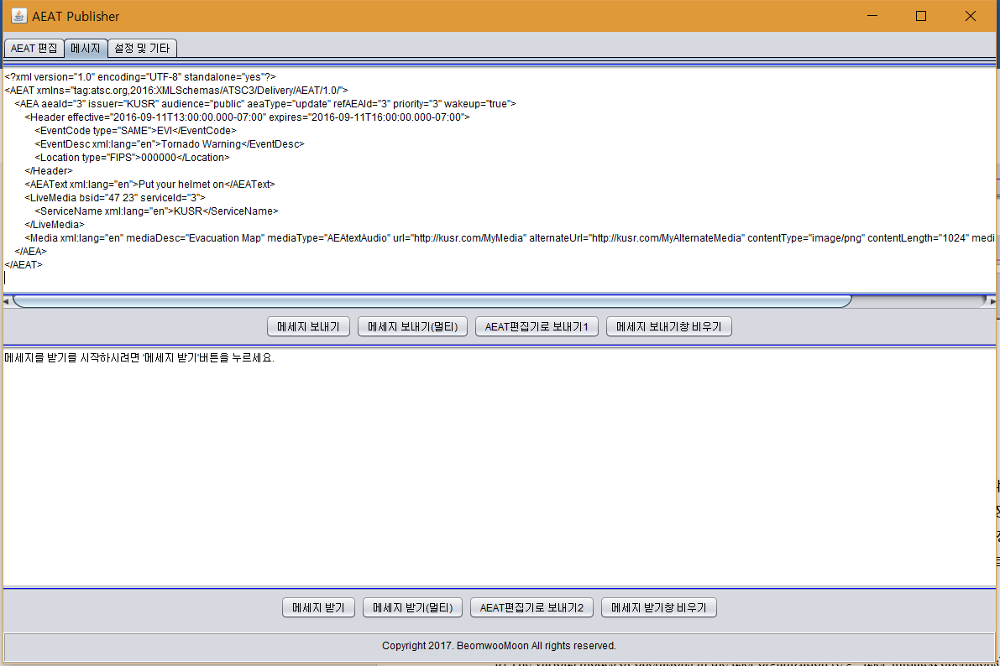 AEAT Publisher
AEAT 편집 메시지 설정 및 기타
<?xml version="1.0" encoding="UTF-8" standalone="yes"?>
<AEAT xmlns="tag:atsc.org,2016:XMLSchemas/ATSC3/Delivery/AEAT/1.0/">
<AEA aeaId="3" issuer="KUSR" audience="public" aeaType="update" refAEAId="3" priority="3" wakeup="true">
<Header effective="2016-09-11T13:00:00.000-07:00" expires="2016-09-11T16:00:00.000-07:00">
<EventCode type="SAME">EVI</EventCode>
<EventDesc xml:lang="en">Tornado Warning</EventDesc>
<Location type="FIPS">000000</Location>
</Header>
<AEAText xml:lang="en">Put your helmet on</AEAText>
<LiveMedia bsid="47 23" serviceId="3">
<ServiceName xml:lang="en">KUSR</ServiceName>
</LiveMedia>
<Media xml:lang="en" mediaDesc="Evacuation Map" mediaType="AEAtextAudio" url="http://kusr.com/MyMedia" alternateUrl="http://kusr.com/MyAlternateMedia" contentType="image/png" contentLength="1024" medi
</AEA>
</AEAT>
메세지 보내기 메세지 보내기(멀티) AEAT편집기로 보내기1 메세지 보내기창 비우기
메세지를 받기를 시작하시려면 '메세지 받기'버튼을 누르세요.
메세지 받기 메세지 받기(멀티) AEAT편집기로 보내기2 메세지 받기창 비우기
Copyright 2017. BeomwooMoon All rights reserved.